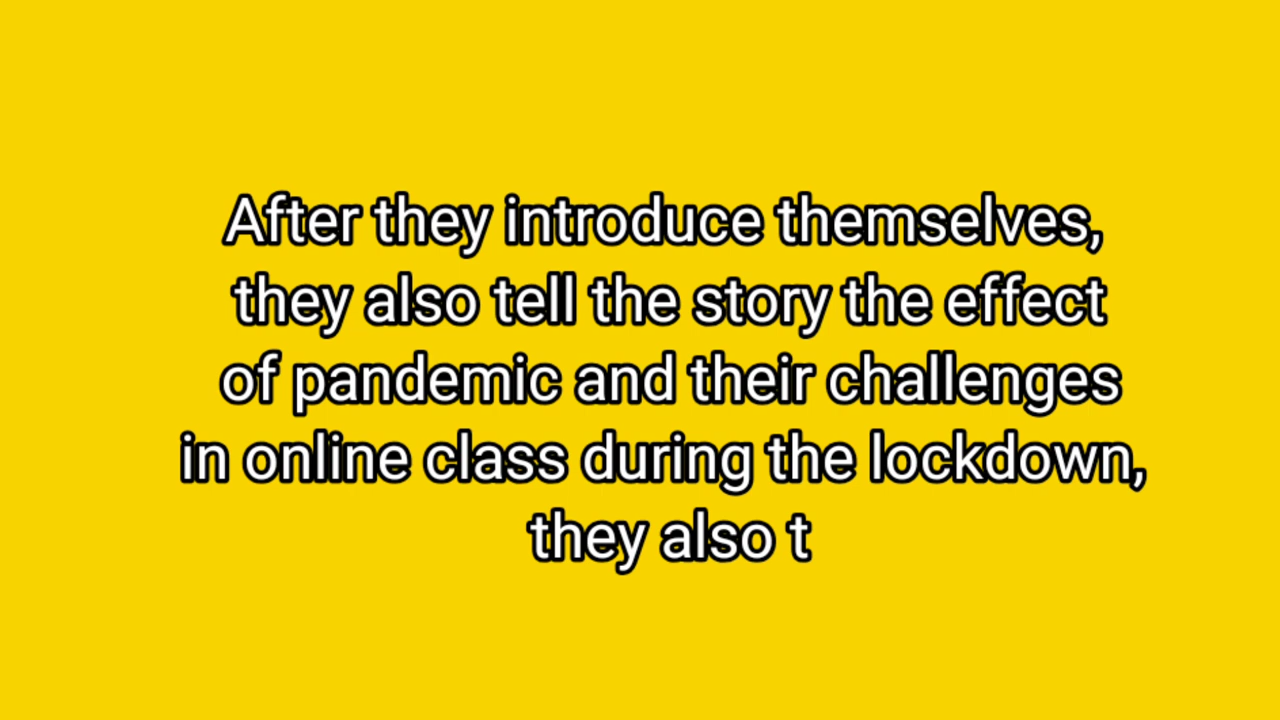 After they introduce themselves,
they also tell the story the effect
of pandemic and their challenges
in online class during the lockdown,
they also t